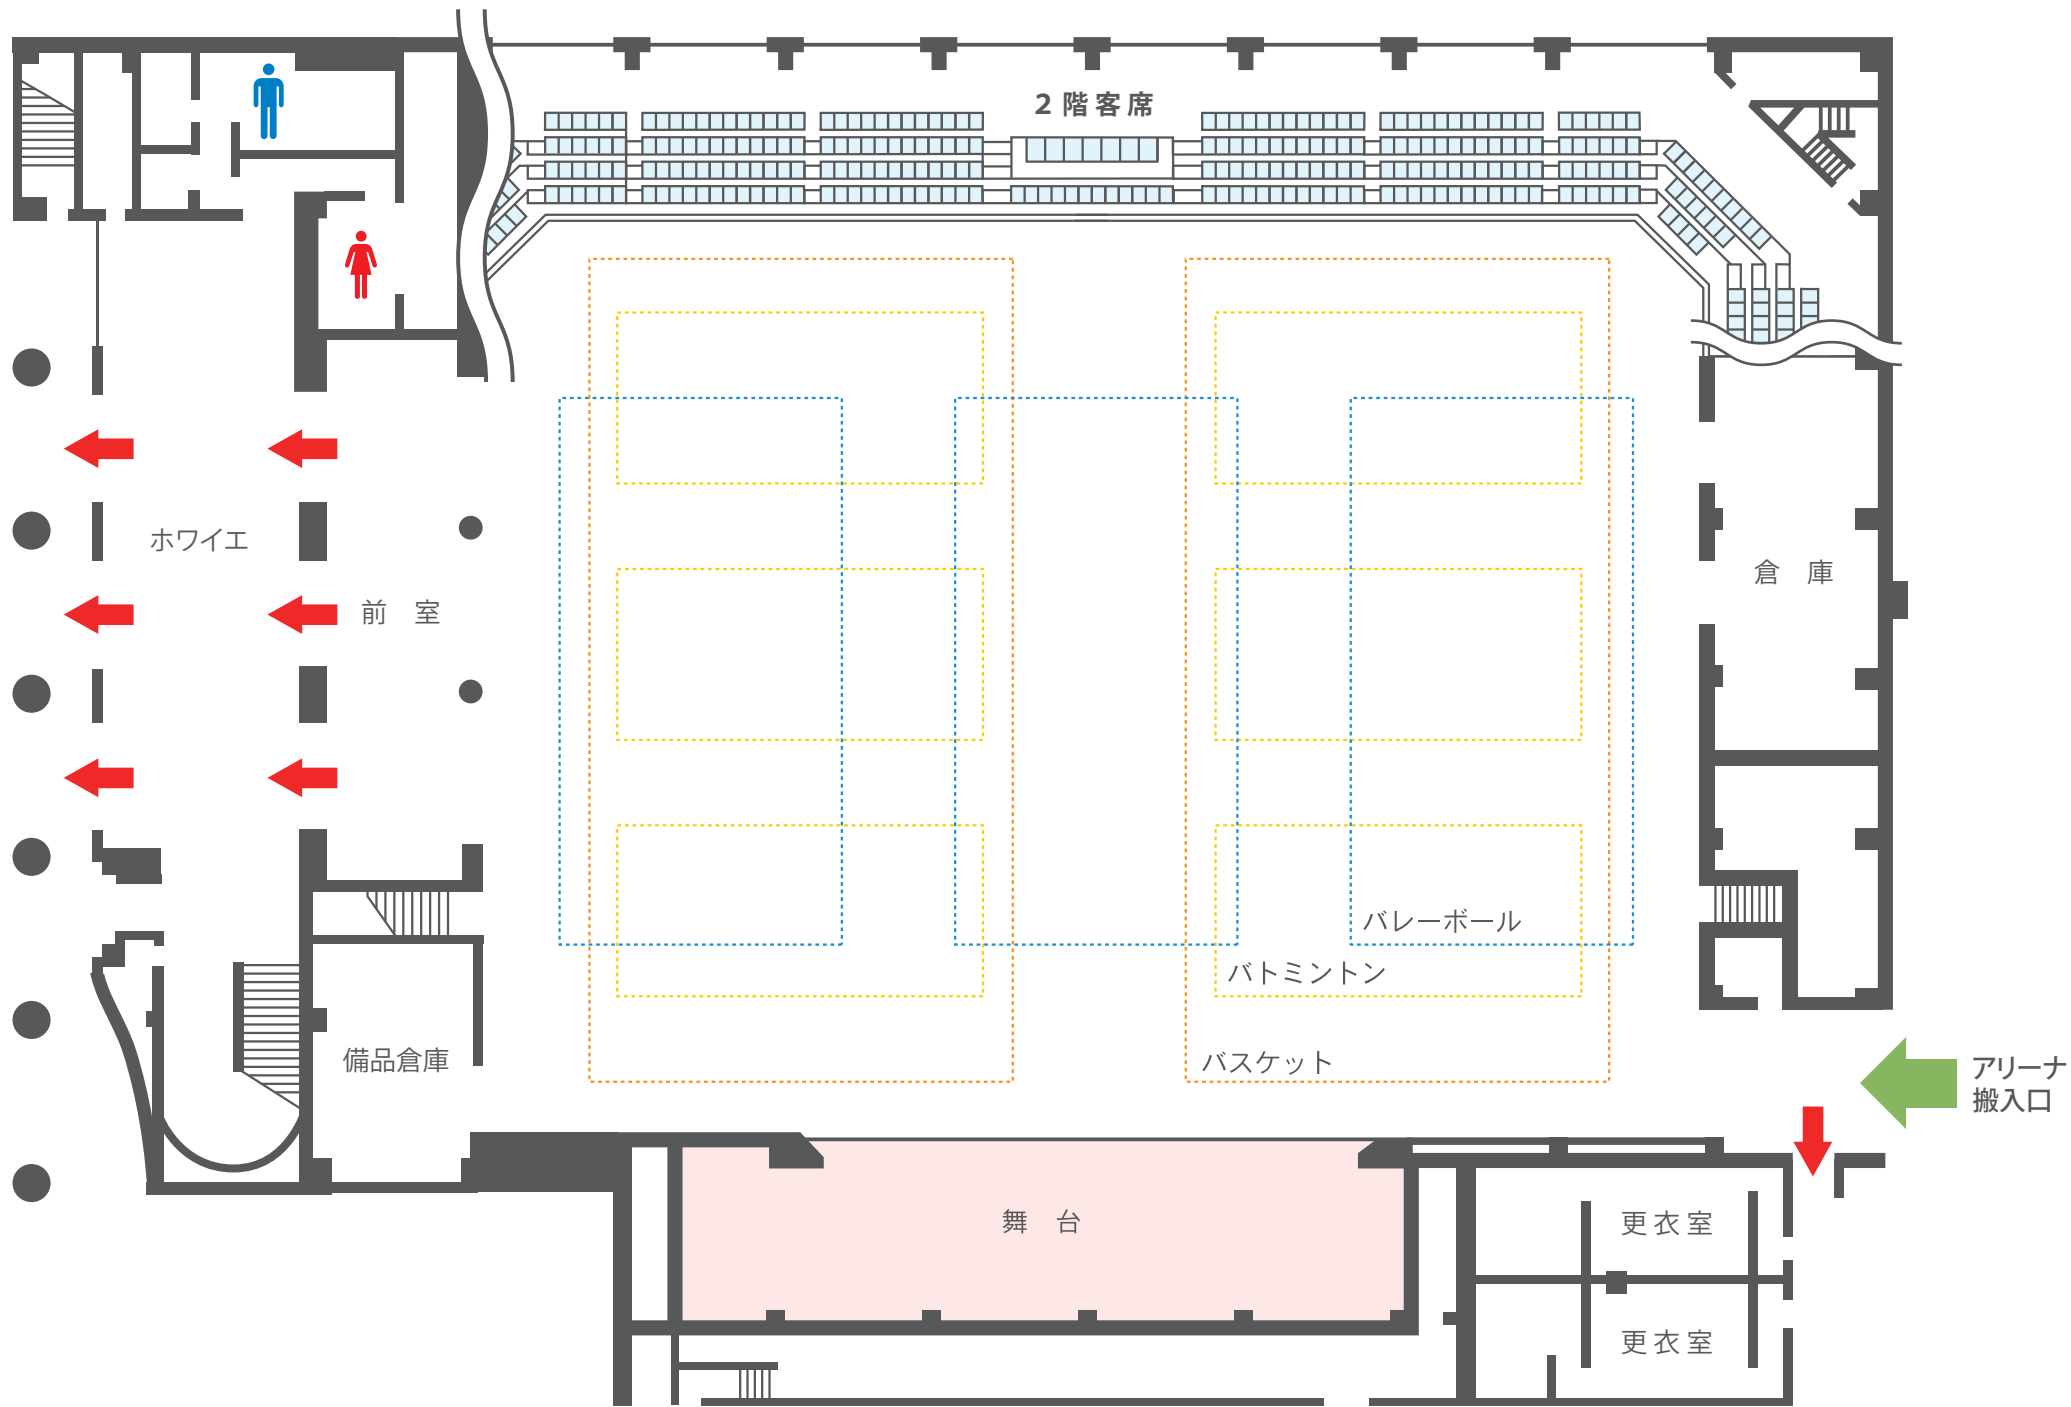 ２階客席
ホワイエ
前　室
倉　庫
バレーボール
バトミントン
備品倉庫
バスケット
アリーナ
搬入口
舞　台
更衣室
更衣室